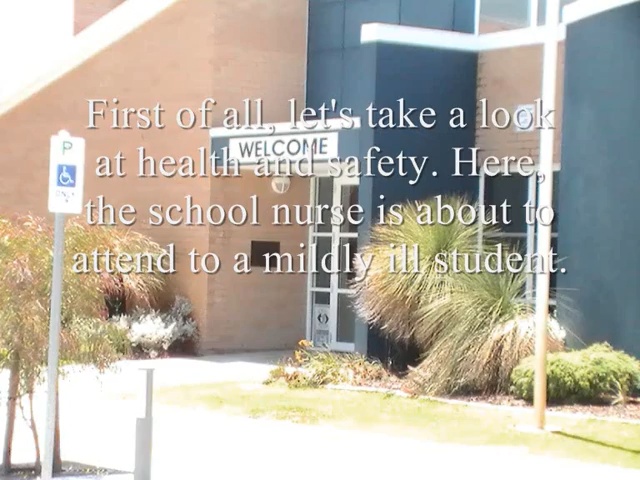 First of all, let's take a look
at health and safety. Here,
the school nurse is about to
attend to a mildly ill student.
WELCOME
P
ONLY